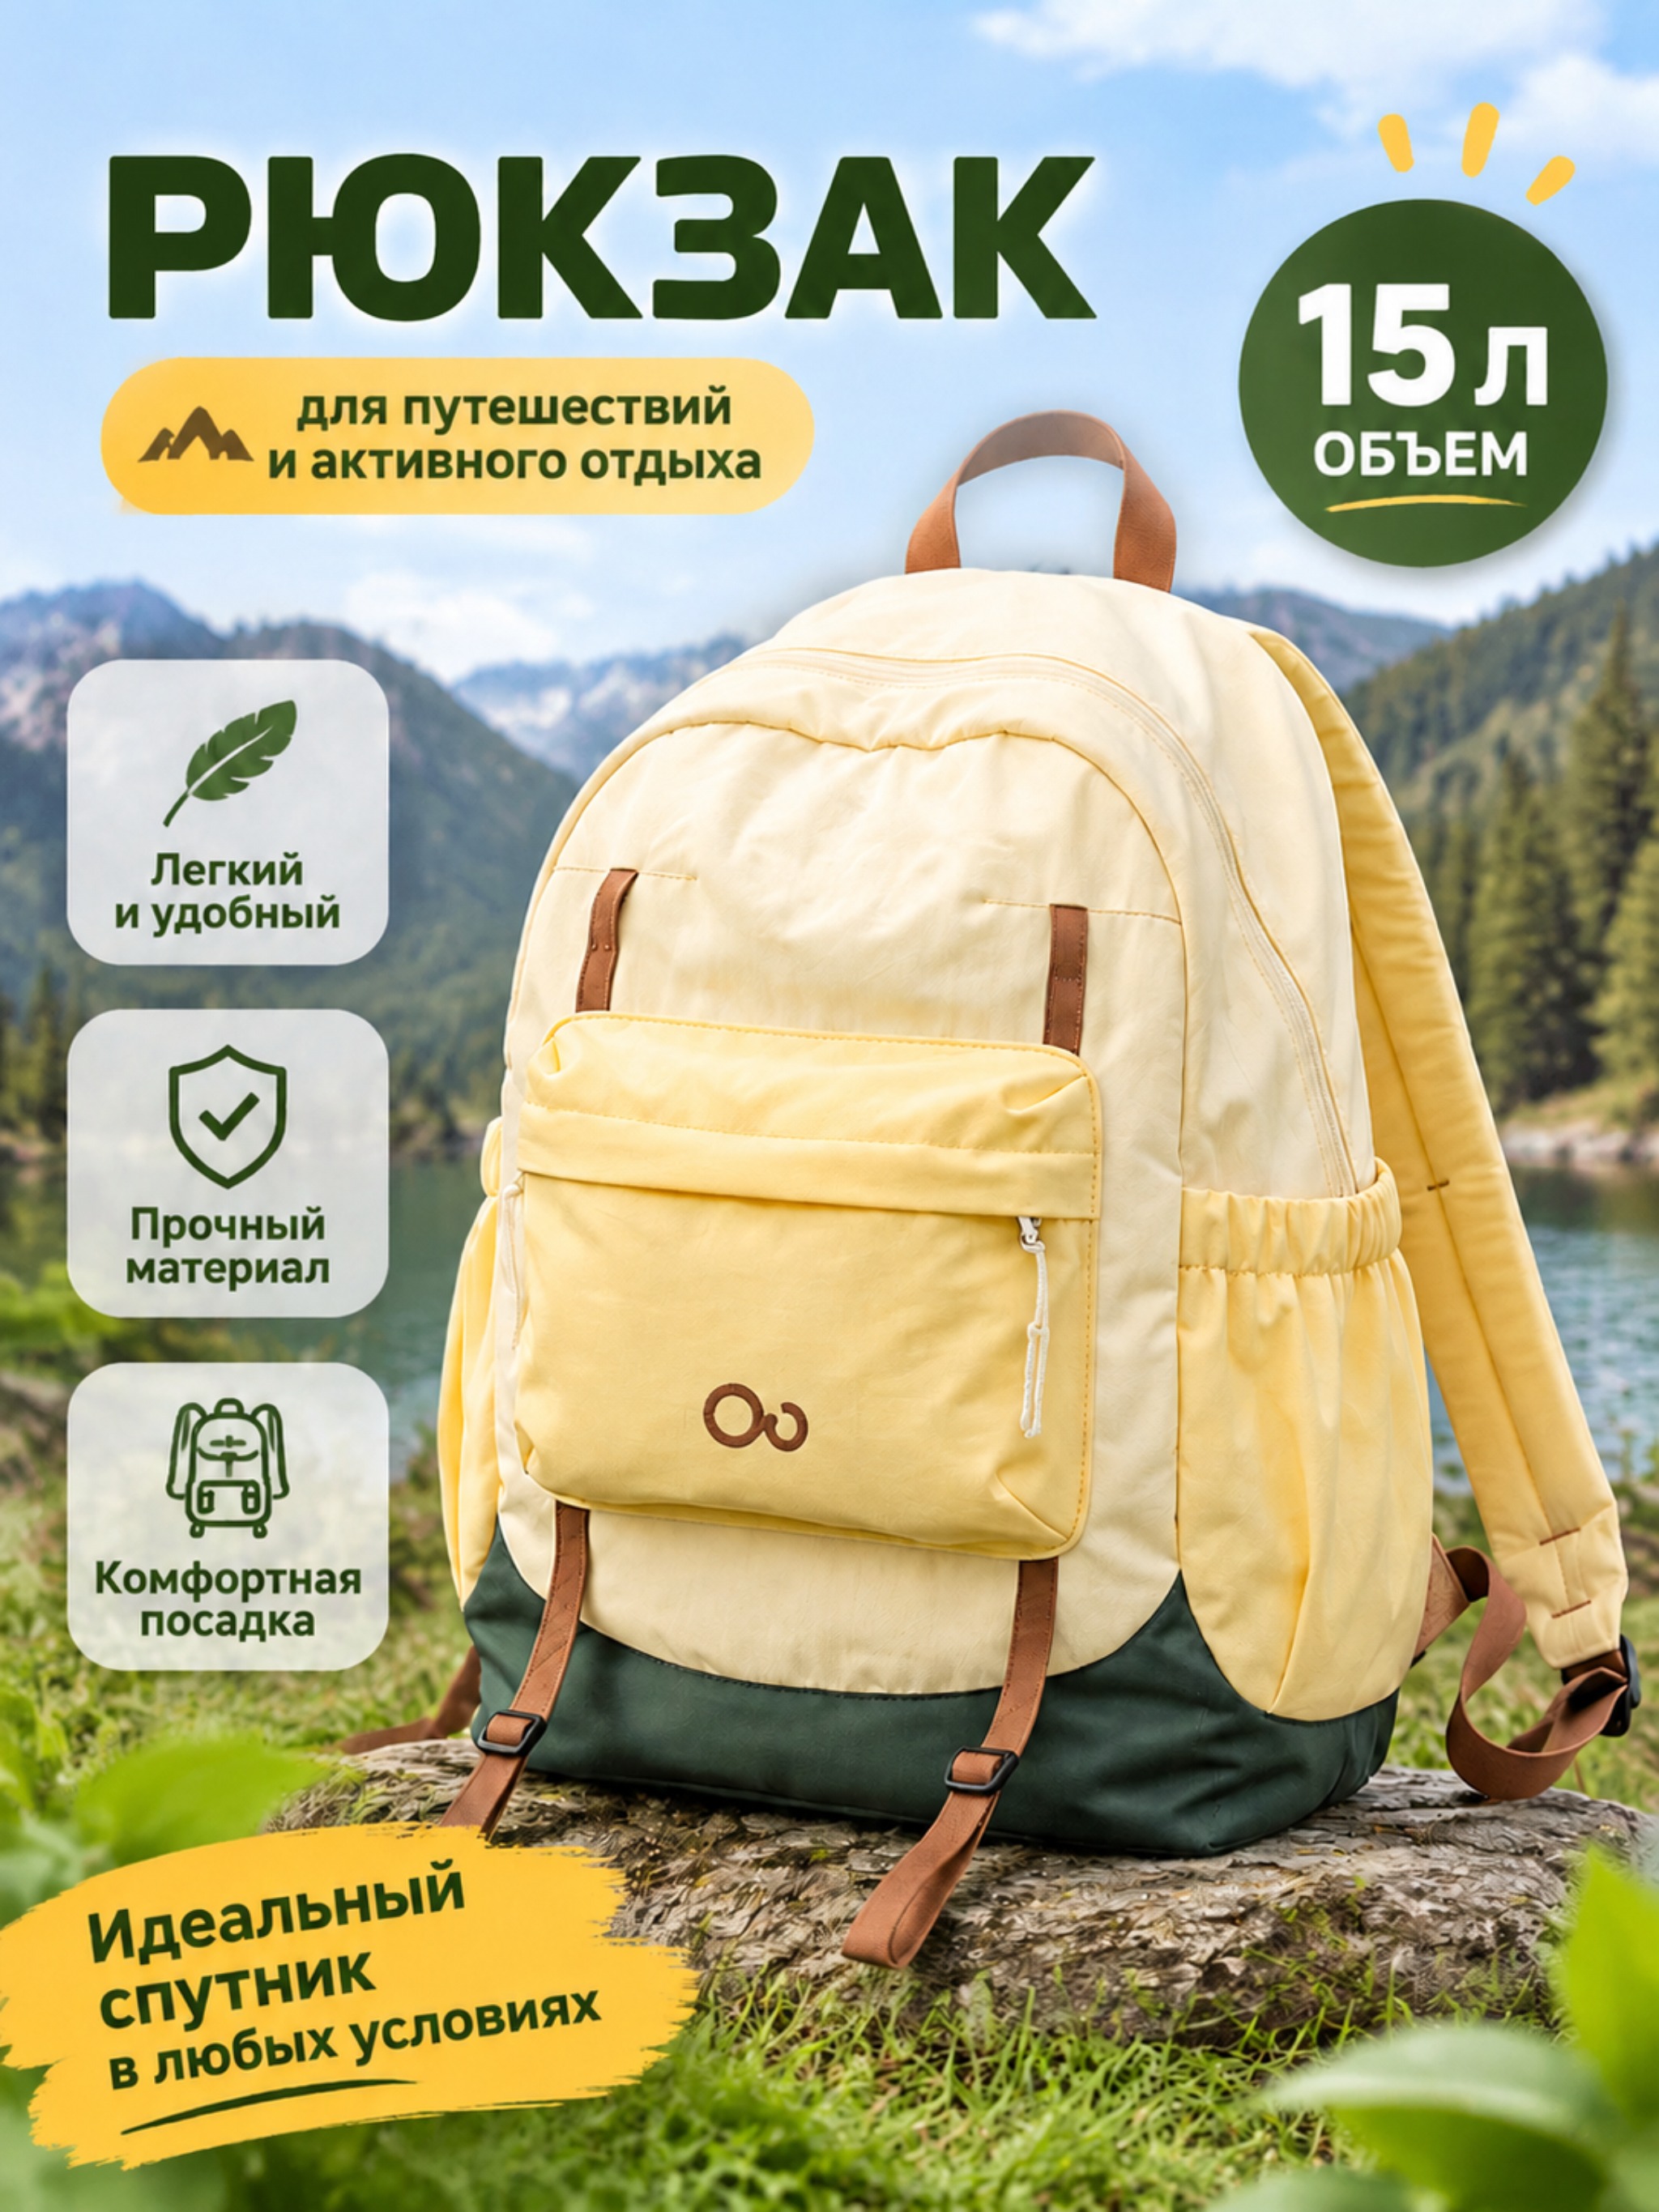 РЮКЗАК
для путешествий
и активного отдыха
15 л
ОБЪЕМ
Легкий
и удобный
Прочный
материал
Комфортная
посадка
Идеальный
спутник
в любых условиях